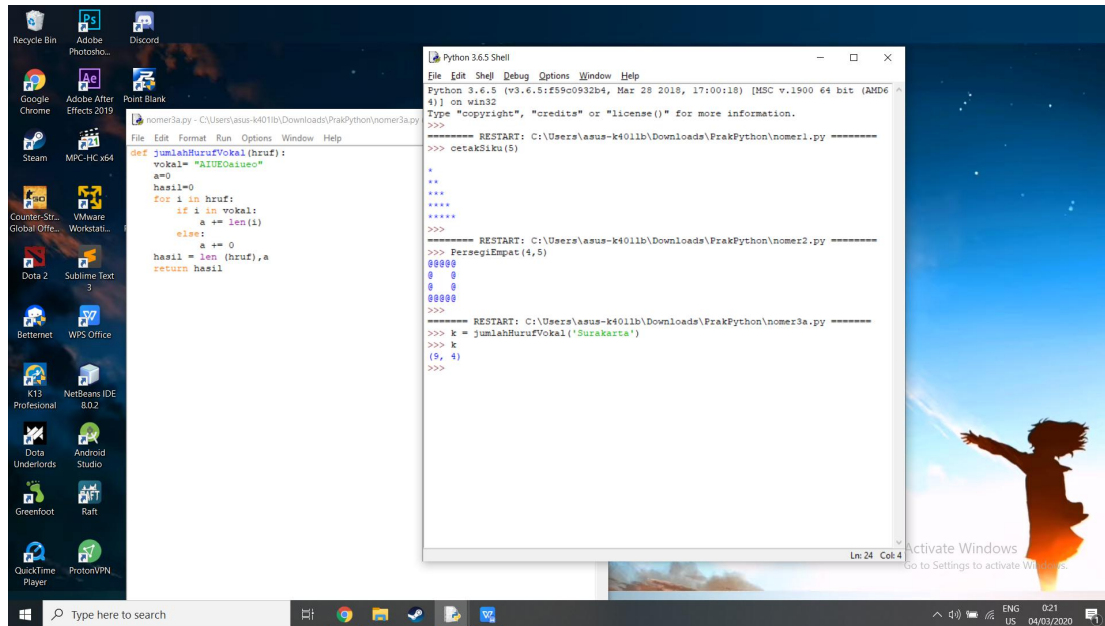 Recycle Bin
Adobe Photosho...
Discord
Google Chrome
Adobe After Effects 2019
Point Blank
Steam
MPC-HC x64
Counter-Str... Global Offe...
VMware Workstati...
Dota 2
Sublime Text 3
Betternet
WPS Office
K13 Profesional
NetBeans IDE 8.0.2
Dota Underlords
Android Studio
Greenfoot
Raft
QuickTime Player
ProtonVPN
nomer3a.py - C:\Users\asus-k401lb\Downloads\PrakPython\nomer3a.py
File Edit Format Run Options Window Help
def jumlahHurufVokal(hruf):
    vokal= "AIUEOaiueo"
    a=0
    hasil=0
    for i in hruf:
        if i in vokal:
            a += len(i)
        else:
            a += 0
    hasil = len (hruf),a
    return hasil
Python 3.6.5 Shell
File Edit Shell Debug Options Window Help
Python 3.6.5 (v3.6.5:f59c0932b4, Mar 28 2018, 17:00:18) [MSC v.1900 64 bit (AMD6
4)] on win32
Type "copyright", "credits" or "license()" for more information.
>>>
======== RESTART: C:\Users\asus-k401lb\Downloads\PrakPython\nomer1.py ========
>>> cetakSiku(5)
*
**
***
****
*****
>>>
======== RESTART: C:\Users\asus-k401lb\Downloads\PrakPython\nomer2.py ========
>>> PersegiEmpat(4,5)
@@@@@
@   @
@   @
@@@@@
>>>
======= RESTART: C:\Users\asus-k401lb\Downloads\PrakPython\nomer3a.py =======
>>> k = jumlahHurufVokal('Surakarta')
>>> k
(9, 4)
>>>
Ln: 24 Col: 4
Activate Windows
Go to Settings to activate Windows.
Type here to search
ENG
US
0:21
04/03/2020